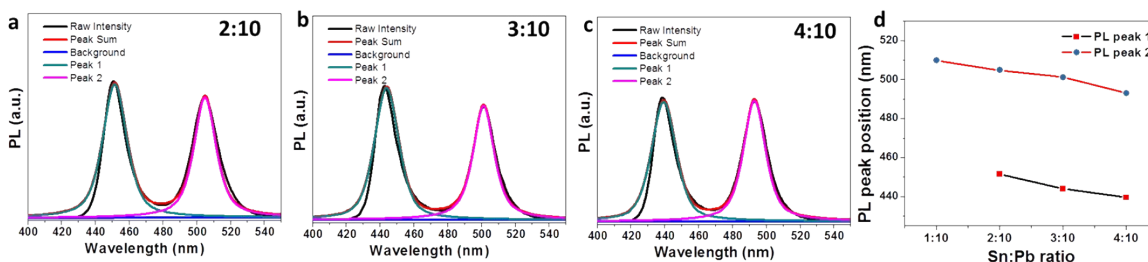 a
2:10
Raw Intensity
Peak Sum
Background
Peak 1
Peak 2
PL (a.u.)
400 420 440 460 480 500 520 540
Wavelength (nm)
b
3:10
Raw Intensity
Peak Sum
Background
Peak 1
Peak 2
PL (a.u.)
400 420 440 460 480 500 520 540
Wavelength (nm)
c
4:10
Raw Intensity
Peak Sum
Background
Peak 1
Peak 2
PL (a.u.)
400 420 440 460 480 500 520 540
Wavelength (nm)
d
PL peak 1
PL peak 2
PL peak position (nm)
520
500
480
460
440
1:10 2:10 3:10 4:10
Sn:Pb ratio